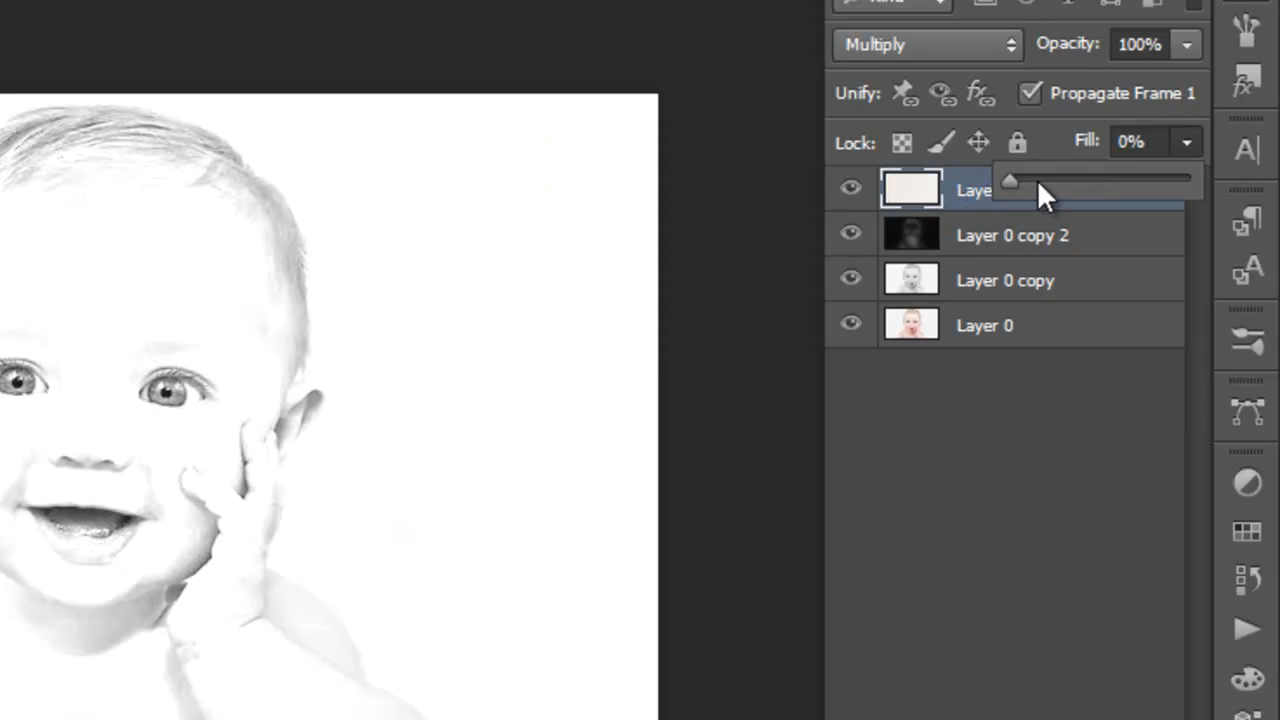 Multiply Opacity: 100%
Unify: Propagate Frame 1
Lock: Fill: 0%
Laye
Layer 0 copy 2
Layer 0 copy
Layer 0